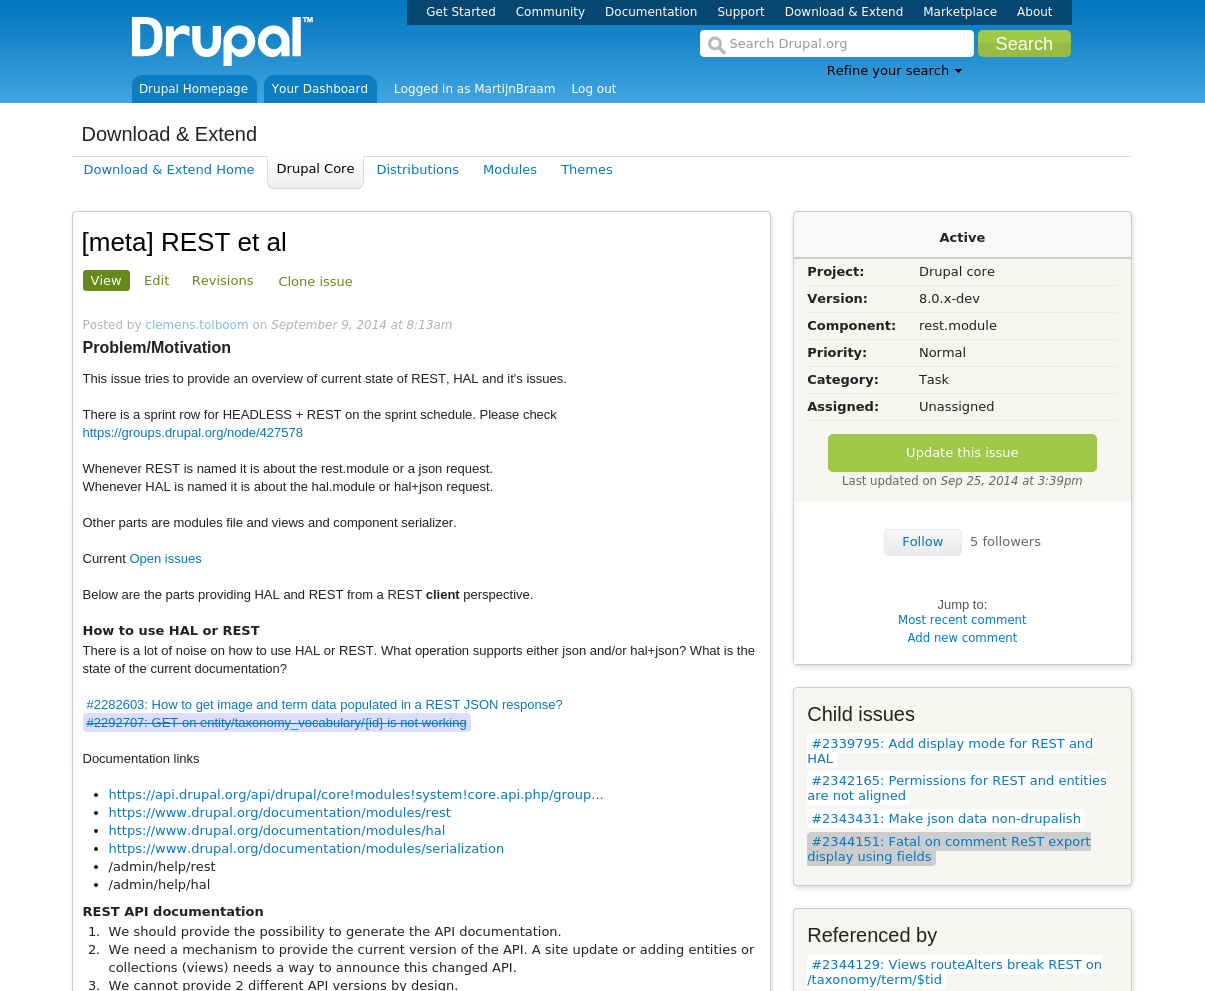 Get Started Community Documentation Support Download & Extend Marketplace About
Drupal™
Search Drupal.org
Search
Refine your search
Drupal Homepage Your Dashboard Logged in as MartijnBraam Log out
Download & Extend
Download & Extend Home Drupal Core Distributions Modules Themes
[meta] REST et al
View Edit Revisions Clone issue
Posted by clemens.tolboom on September 9, 2014 at 8:13am
Problem/Motivation
This issue tries to provide an overview of current state of REST, HAL and it's issues.
There is a sprint row for HEADLESS + REST on the sprint schedule. Please check
https://groups.drupal.org/node/427578
Whenever REST is named it is about the rest.module or a json request.
Whenever HAL is named it is about the hal.module or hal+json request.
Other parts are modules file and views and component serializer.
Current Open issues
Below are the parts providing HAL and REST from a REST client perspective.
How to use HAL or REST
There is a lot of noise on how to use HAL or REST. What operation supports either json and/or hal+json? What is the
state of the current documentation?
#2282603: How to get image and term data populated in a REST JSON response?
#2292707: GET on entity/taxonomy_vocabulary/{id} is not working
Documentation links
• https://api.drupal.org/api/drupal/core!modules!system!core.api.php/group...
• https://www.drupal.org/documentation/modules/rest
• https://www.drupal.org/documentation/modules/hal
• https://www.drupal.org/documentation/modules/serialization
• /admin/help/rest
• /admin/help/hal
REST API documentation
1. We should provide the possibility to generate the API documentation.
2. We need a mechanism to provide the current version of the API. A site update or adding entities or
collections (views) needs a way to announce this changed API.
3. We cannot provide 2 different API versions by design.
Active
Project: Drupal core
Version: 8.0.x-dev
Component: rest.module
Priority: Normal
Category: Task
Assigned: Unassigned
Update this issue
Last updated on Sep 25, 2014 at 3:39pm
Follow 5 followers
Jump to:
Most recent comment
Add new comment
Child issues
#2339795: Add display mode for REST and
HAL
#2342165: Permissions for REST and entities
are not aligned
#2343431: Make json data non-drupalish
#2344151: Fatal on comment ReST export
display using fields
Referenced by
#2344129: Views routeAlters break REST on
/taxonomy/term/$tid